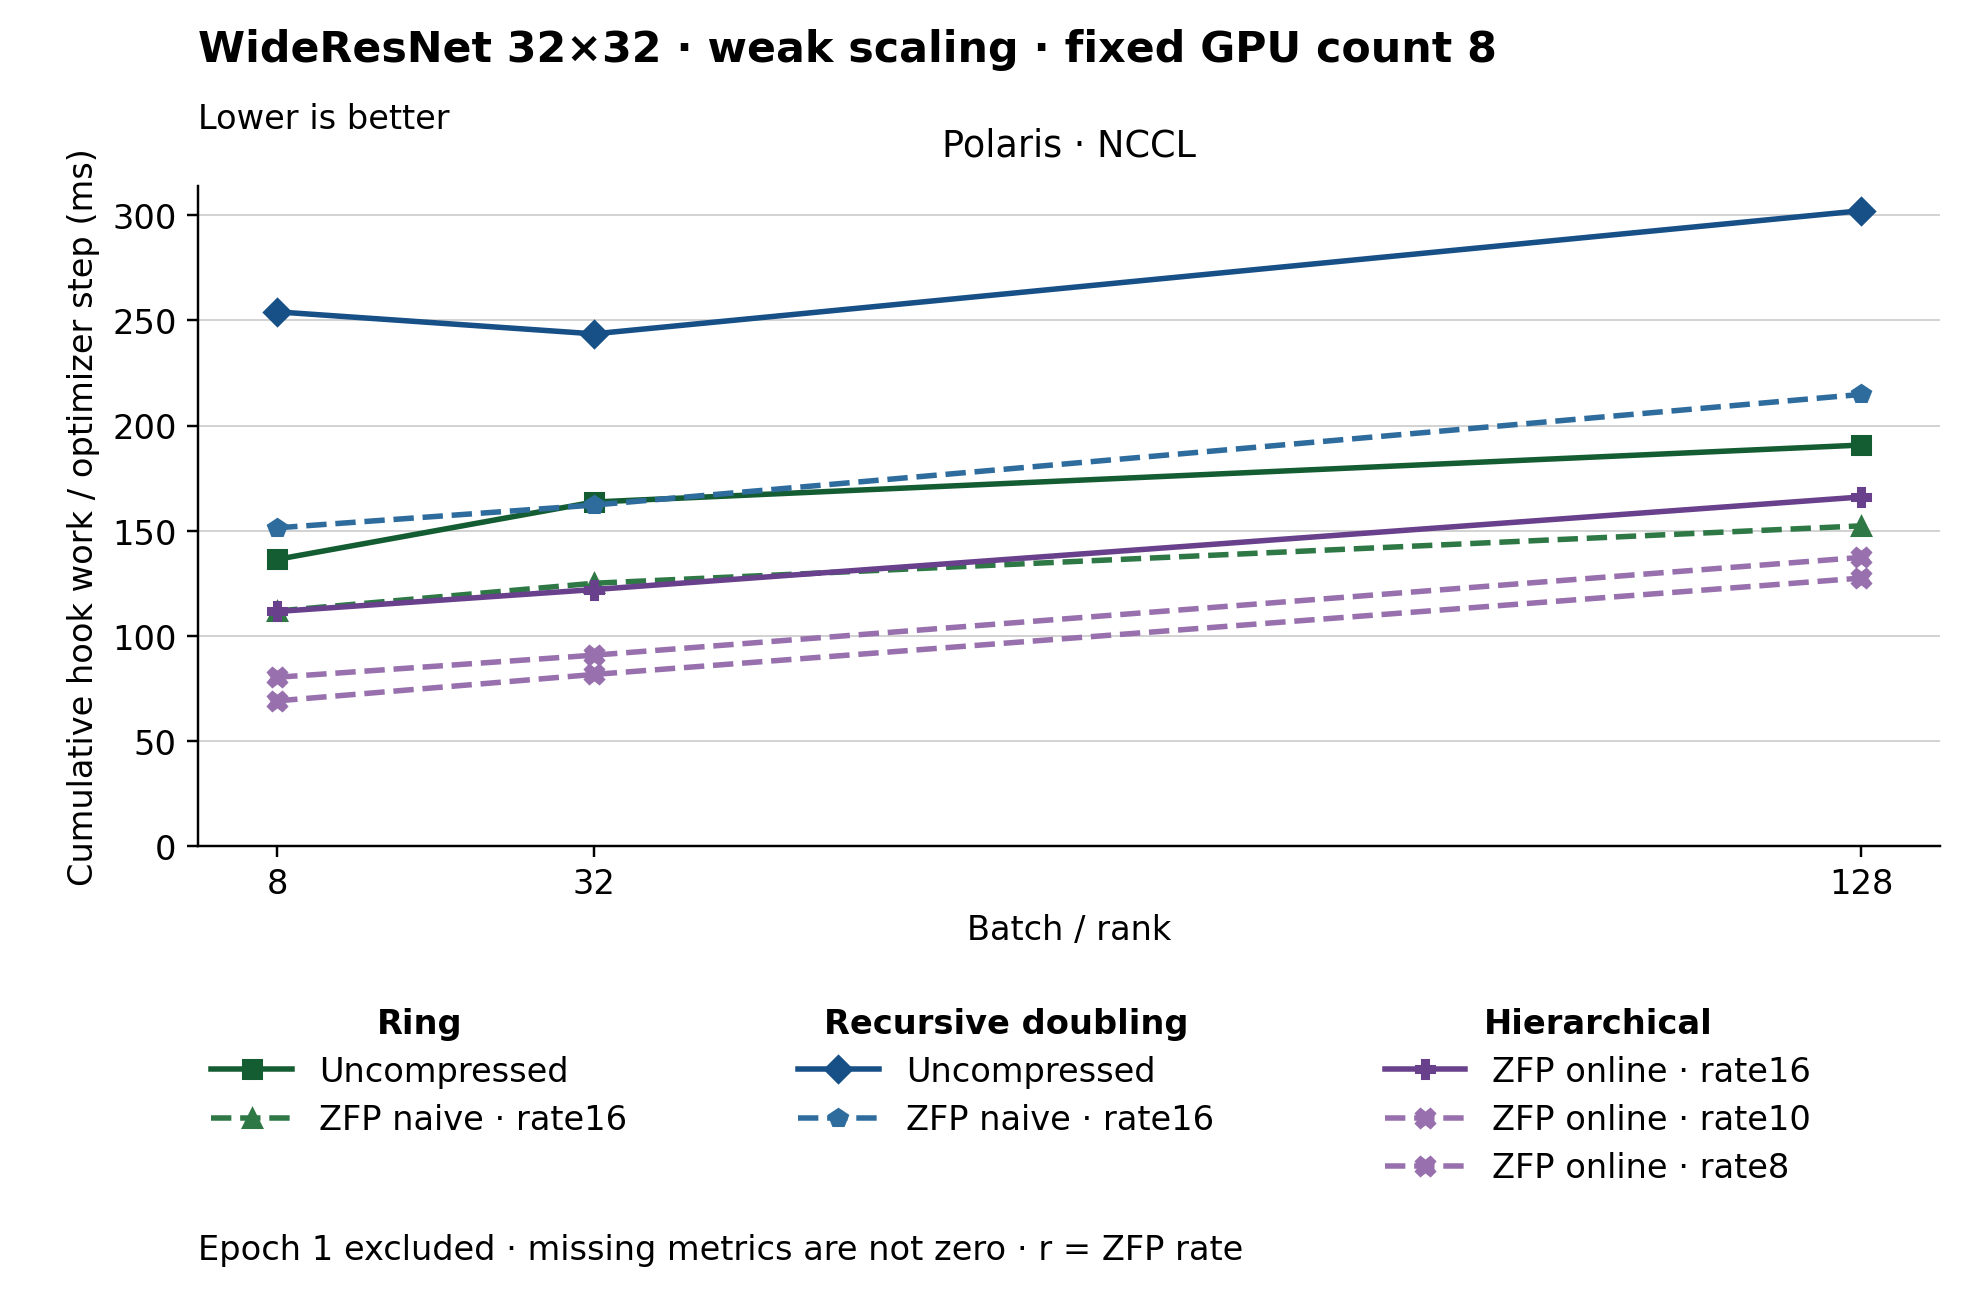 WideResNet 32×32 · weak scaling · fixed GPU count 8
Lower is better
Polaris · NCCL
Cumulative hook work / optimizer step (ms)
300
250
200
150
100
50
0
8
32
128
Batch / rank
Ring
Uncompressed
ZFP naive · rate16
Recursive doubling
Uncompressed
ZFP naive · rate16
Hierarchical
ZFP online · rate16
ZFP online · rate10
ZFP online · rate8
Epoch 1 excluded · missing metrics are not zero · r = ZFP rate